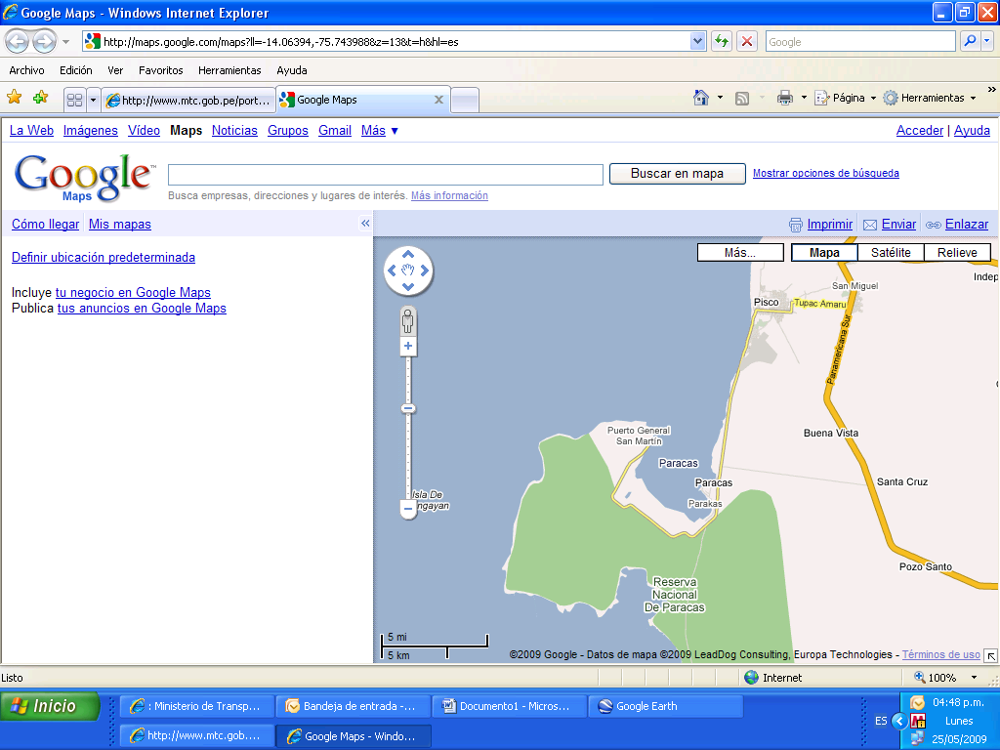 Google Maps - Windows Internet Explorer
http://maps.google.com/maps?ll=-14.06394,-75.743988&z=13&t=h&hl=es
Google
Archivo Edición Ver Favoritos Herramientas Ayuda
http://www.mtc.gob.pe/port... Google Maps Página Herramientas »
La Web Imágenes Vídeo Maps Noticias Grupos Gmail Más ▼ Acceder | Ayuda
Google Maps ™
Buscar en mapa Mostrar opciones de búsqueda
Busca empresas, direcciones y lugares de interés. Más información
Cómo llegar Mis mapas « Imprimir Enviar Enlazar
Definir ubicación predeterminada
Incluye tu negocio en Google Maps
Publica tus anuncios en Google Maps
Más... Mapa Satélite Relieve
Indep
San Miguel
Pisco
Tupac Amaru
Panamericana Sur
Puerto General
San Martín
Buena Vista
Paracas
Paracas
Santa Cruz
Parakas
Isla De
ngayan
Pozo Santo
Reserva
Nacional
De Paracas
5 mi
5 km
©2009 Google - Datos de mapa ©2009 LeadDog Consulting, Europa Technologies - Términos de uso
Listo Internet 100%
Inicio : Ministerio de Transp... Bandeja de entrada -... Documento1 - Micros... Google Earth
http://www.mtc.gob.... Google Maps - Windo...
ES
04:48 p.m.
Lunes
25/05/2009